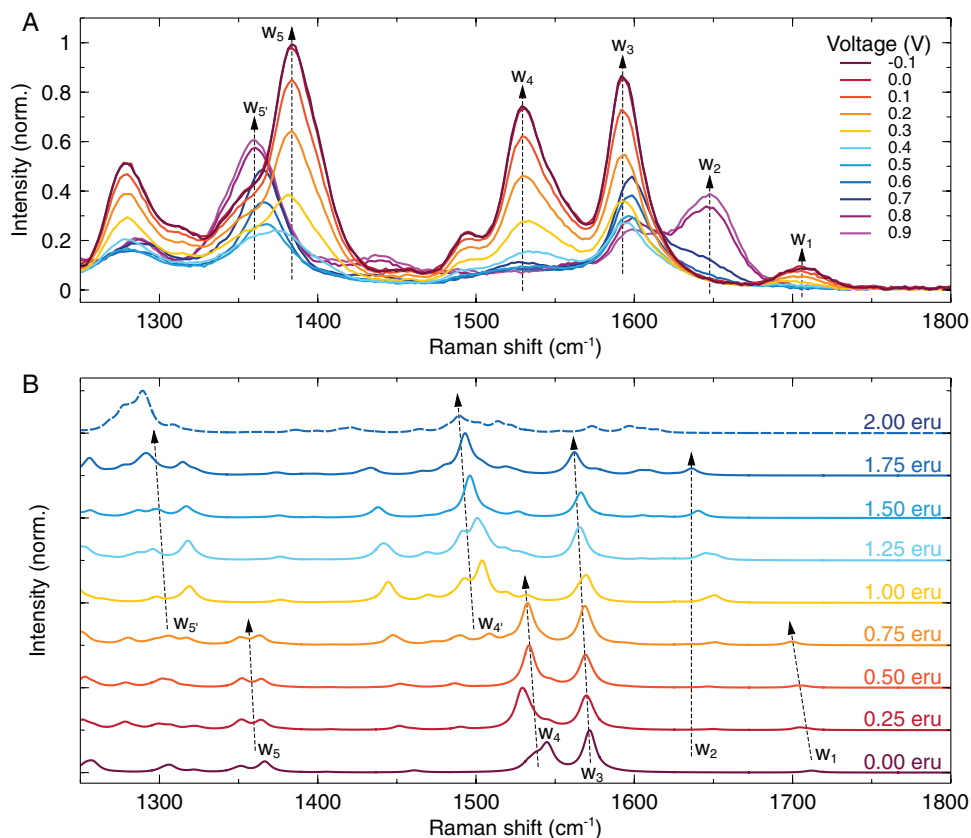 A
Intensity (norm.)
1
0.8
0.6
0.4
0.2
0
w5'
w5
w4
w3
w2
w1
Voltage (V)
-0.1
0.0
0.1
0.2
0.3
0.4
0.5
0.6
0.7
0.8
0.9
1300 1400 1500 1600 1700 1800
Raman shift (cm-1)
B
Intensity (norm.)
2.00 eru
1.75 eru
1.50 eru
1.25 eru
1.00 eru
w5' w4'
0.75 eru
0.50 eru
0.25 eru
w5 w4 w3 w2 w1
0.00 eru
1300 1400 1500 1600 1700 1800
Raman shift (cm-1)